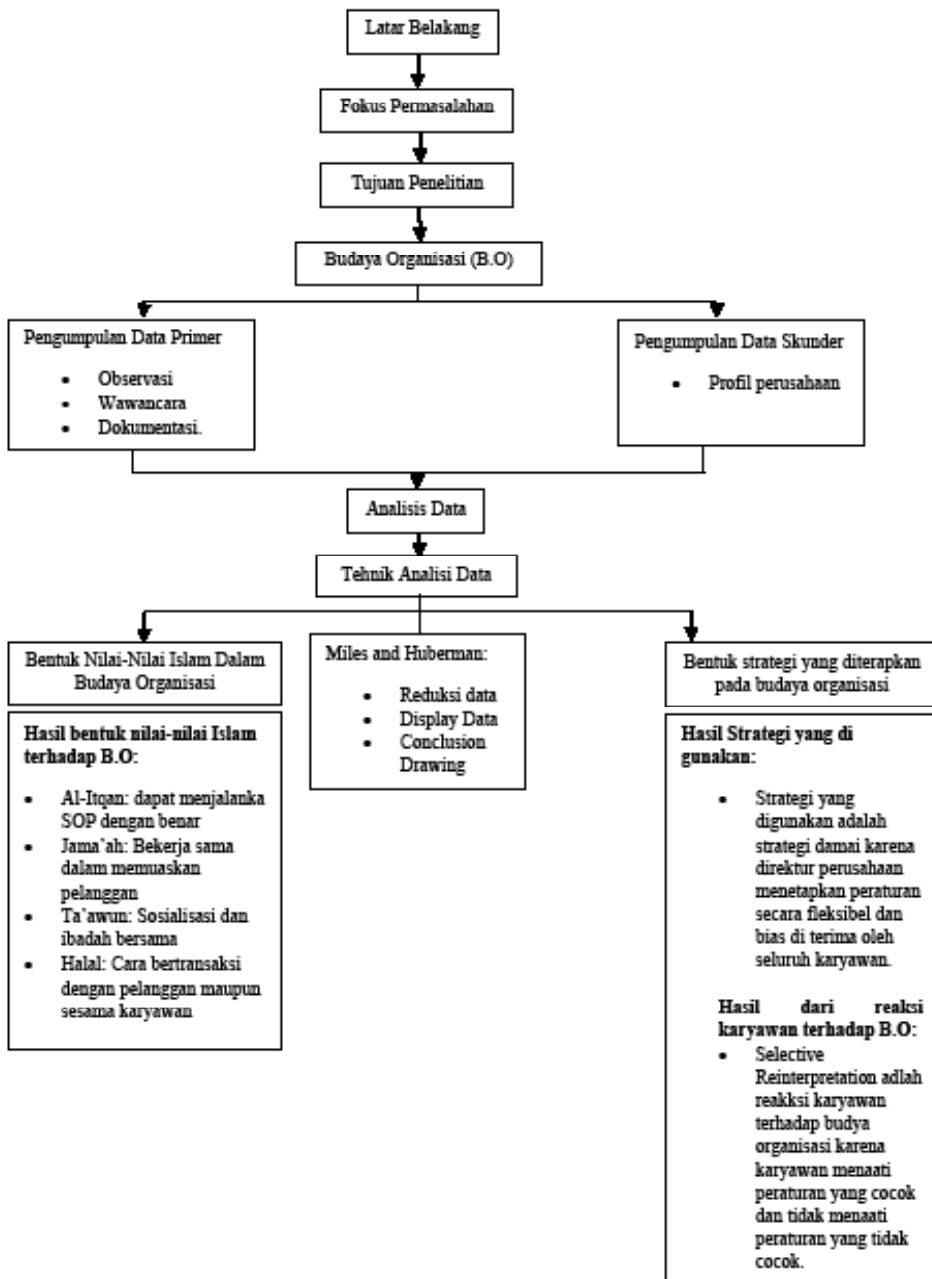 Latar Belakang
Fokus Permasalahan
Tujuan Penelitian
Budaya Organisasi (B.O)
Pengumpulan Data Primer
• Observasi
• Wawancara
• Dokumentasi.
Pengumpulan Data Skunder
• Profil perusahaan
Analisis Data
Tehnik Analisi Data
Bentuk Nilai-Nilai Islam Dalam
Budaya Organisasi
Hasil bentuk nilai-nilai Islam
terhadap B.O:
• Al-Itqan: dapat menjalanka
SOP dengan benar
• Jama`ah: Bekerja sama
dalam memuaskan
pelanggan
• Ta`awun: Sosialisasi dan
ibadah bersama
• Halal: Cara bertransaksi
dengan pelanggan maupun
sesama karyawan
Miles and Huberman:
• Reduksi data
• Display Data
• Conclusion
Drawing
Bentuk strategi yang diterapkan
pada budaya organisasi
Hasil Strategi yang di
gunakan:
• Strategi yang
digunakan adalah
strategi damai karena
direktur perusahaan
menetapkan peraturan
secara fleksibel dan
bias di terima oleh
seluruh karyawan.
Hasil dari reaksi
karyawan terhadap B.O:
• Selective
Reinterpretation adlah
reakksi karyawan
terhadap budya
organisasi karena
karyawan menaati
peraturan yang cocok
dan tidak menaati
peraturan yang tidak
cocok.